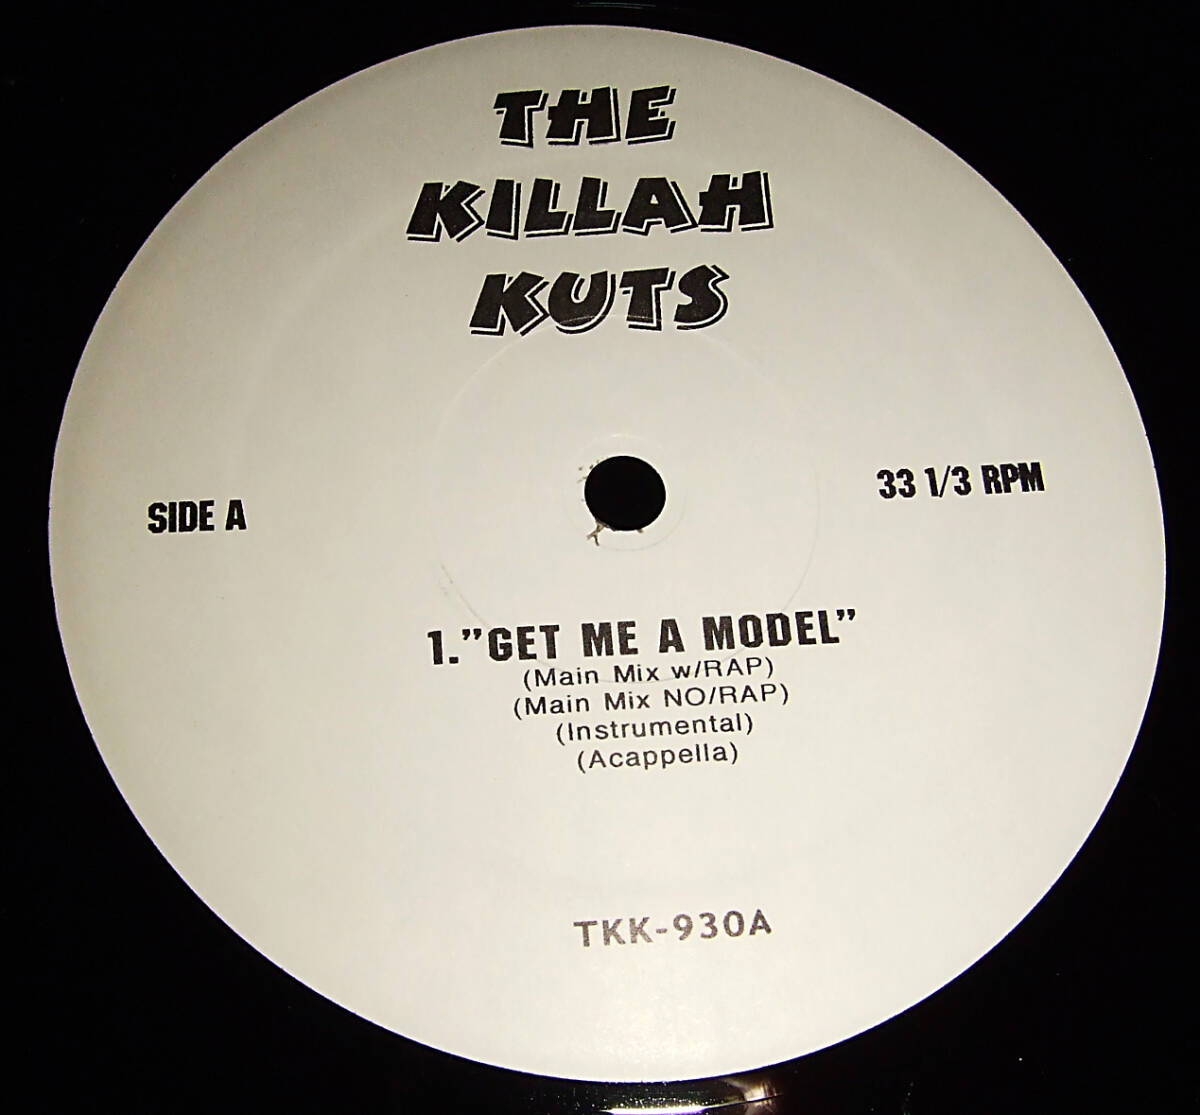 THE
KILLAH
KUTS
SIDE A
33 1/3 RPM
1."GET ME A MODEL"
(Main Mix w/RAP)
(Main Mix NO/RAP)
(Instrumental)
(Acappella)
TKK-930A